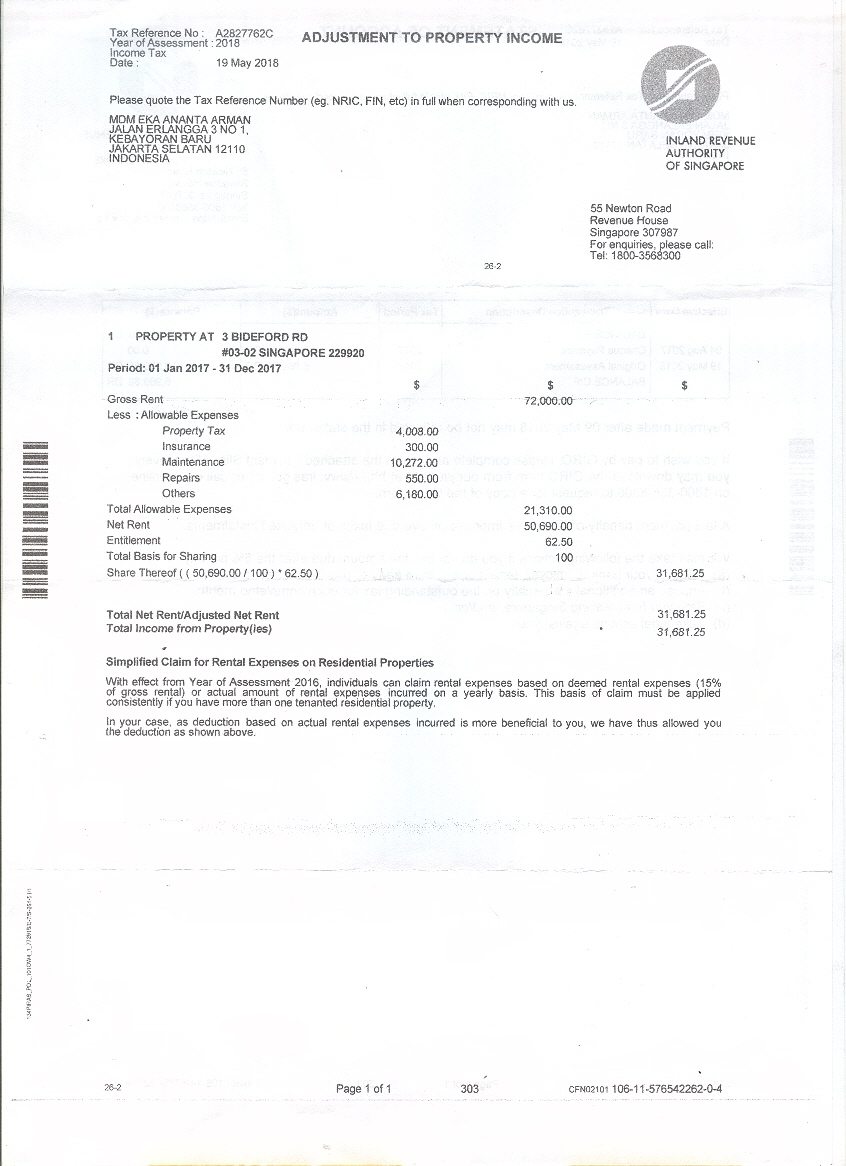 Tax Reference No : A2827762C
Year of Assessment : 2018
Income Tax
Date : 19 May 2018
ADJUSTMENT TO PROPERTY INCOME
Please quote the Tax Reference Number (eg. NRIC, FIN, etc) in full when corresponding with us.
MDM EKA ANANTA ARMAN
JALAN ERLANGGA 3 NO 1,
KEBAYORAN BARU
JAKARTA SELATAN 12110
INDONESIA
INLAND REVENUE
AUTHORITY
OF SINGAPORE
55 Newton Road
Revenue House
Singapore 307987
For enquiries, please call:
Tel: 1800-3568300
26-2
1 PROPERTY AT 3 BIDEFORD RD
#03-02 SINGAPORE 229920
Period: 01 Jan 2017 - 31 Dec 2017
$ $ $
Gross Rent 72,000.00
Less : Allowable Expenses
Property Tax 4,008.00
Insurance 300.00
Maintenance 10,272.00
Repairs 550.00
Others 6,180.00
Total Allowable Expenses 21,310.00
Net Rent 50,690.00
Entitlement 62.50
Total Basis for Sharing 100
Share Thereof ( ( 50,690.00 / 100 ) * 62.50 ) 31,681.25
Total Net Rent/Adjusted Net Rent 31,681.25
Total Income from Property(ies) 31,681.25
Simplified Claim for Rental Expenses on Residential Properties
With effect from Year of Assessment 2016, individuals can claim rental expenses based on deemed rental expenses (15%
of gross rental) or actual amount of rental expenses incurred on a yearly basis. This basis of claim must be applied
consistently if you have more than one tenanted residential property.
In your case, as deduction based on actual rental expenses incurred is more beneficial to you, we have thus allowed you
the deduction as shown above.
26-2 Page 1 of 1 303 CFN02101 106-11-576542262-0-4